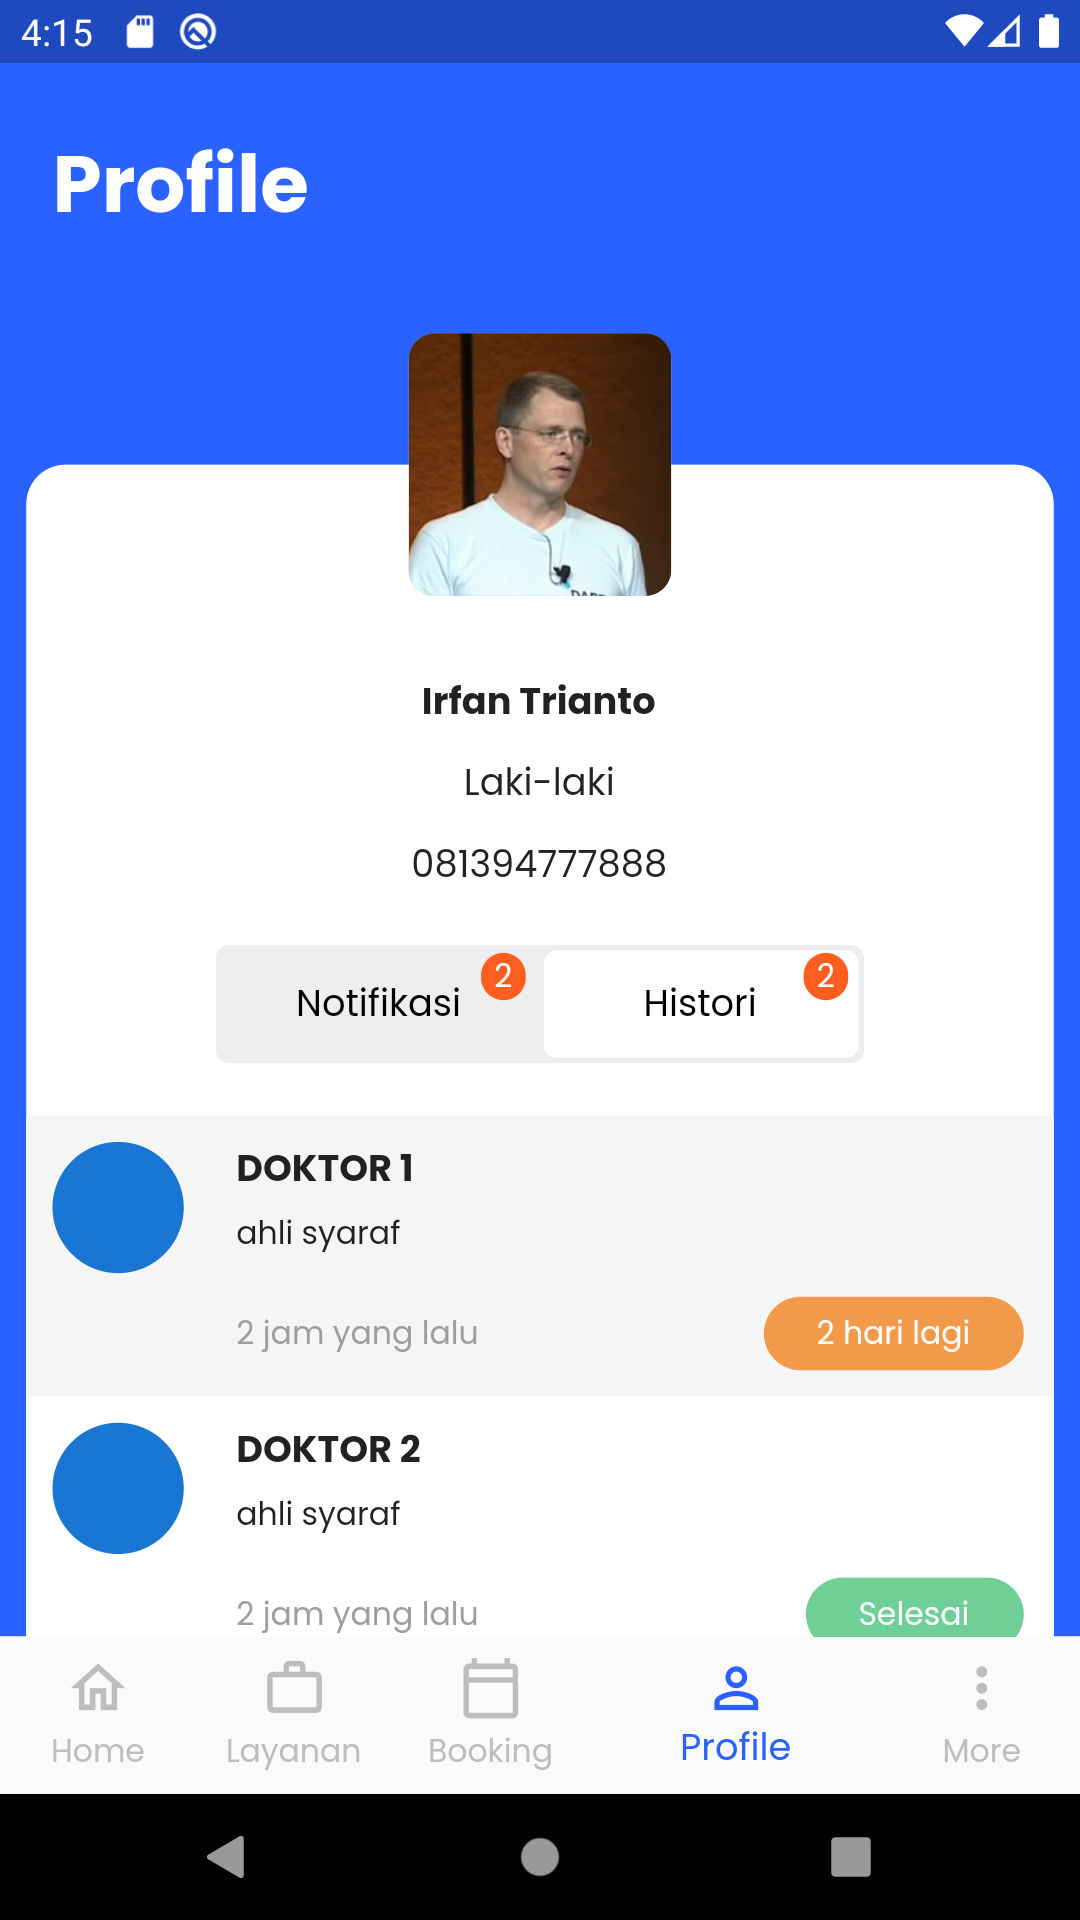 4:15
Profile
Irfan Trianto
Laki-laki
081394777888
Notifikasi 2 Histori 2
DOKTOR 1
ahli syaraf
2 jam yang lalu 2 hari lagi
DOKTOR 2
ahli syaraf
2 jam yang lalu Selesai
Home Layanan Booking Profile More